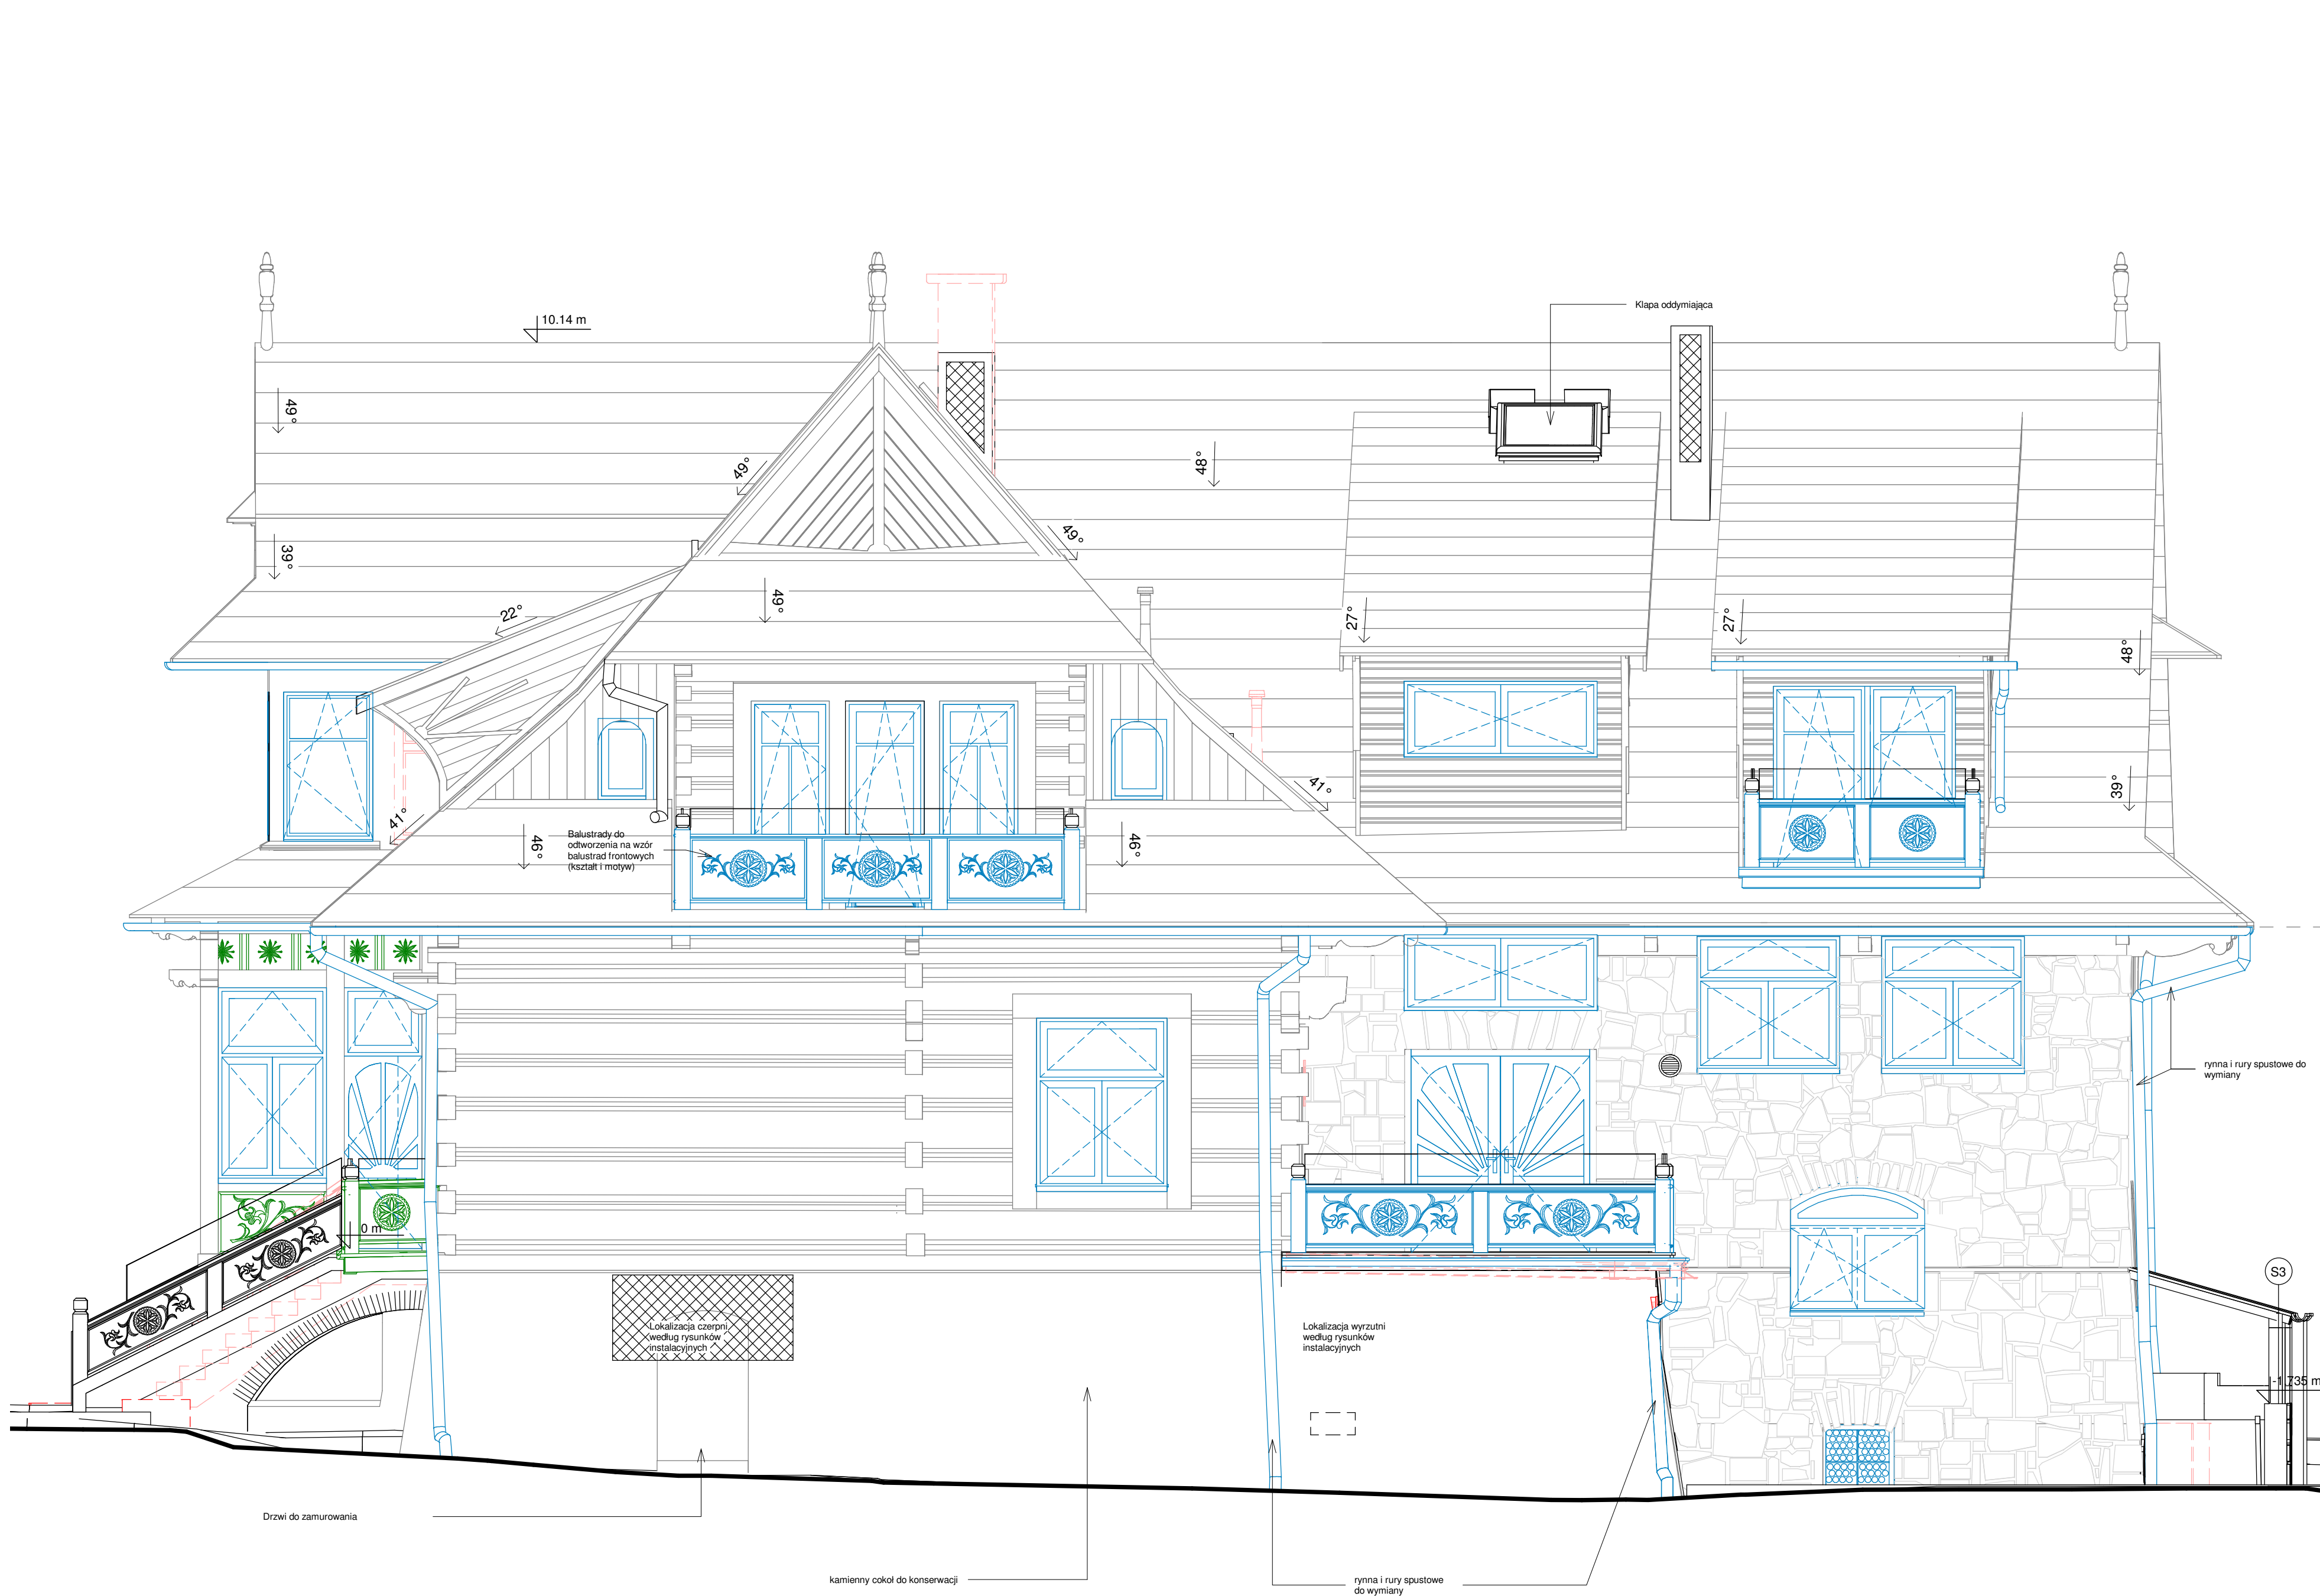 Klapa oddymiająca
10.14 m
49°
49°
48°
49°
39°
49°
22°
27°
27°
48°
41°
39°
41°
46°
Balustrady do
odtworzenia na wzór
balustrad frontowych
(kształt i motyw)
46°
rynna i rury spustowe do
wymiany
0 m
S3
Lokalizacja czerpni
według rysunków
instalacyjnych
Lokalizacja wyrzutni
według rysunków
instalacyjnych
-1.735 m
Drzwi do zamurowania
kamienny cokoł do konserwacji
rynna i rury spustowe
do wymiany